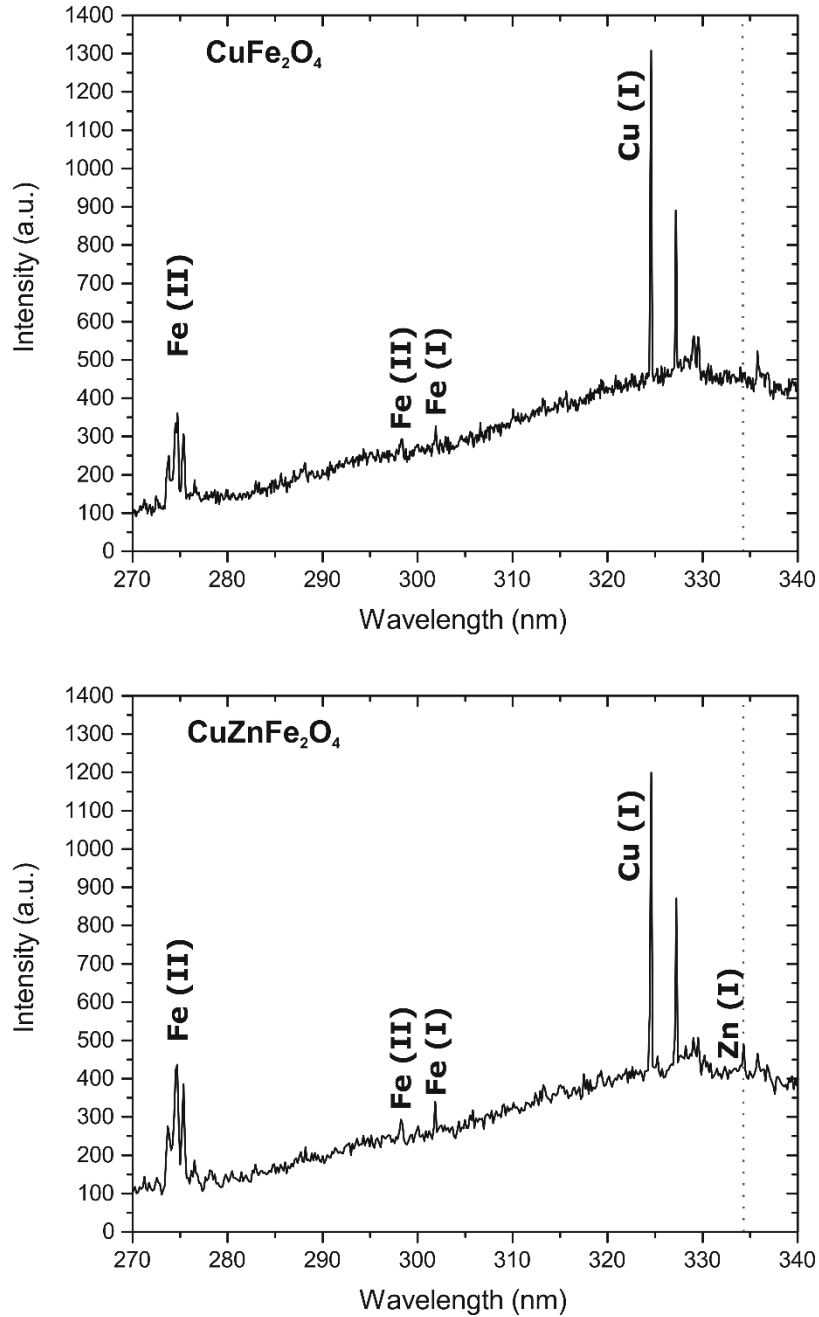 1400
1300
1200
1100
1000
900
800
700
600
500
400
300
200
100
0
Intensity (a.u.)
CuFe₂O₄
Fe (II)
Fe (II)
Fe (I)
Cu (I)
270 280 290 300 310 320 330 340
Wavelength (nm)
1400
1300
1200
1100
1000
900
800
700
600
500
400
300
200
100
0
Intensity (a.u.)
CuZnFe₂O₄
Fe (II)
Fe (II)
Fe (I)
Cu (I)
Zn (I)
270 280 290 300 310 320 330 340
Wavelength (nm)